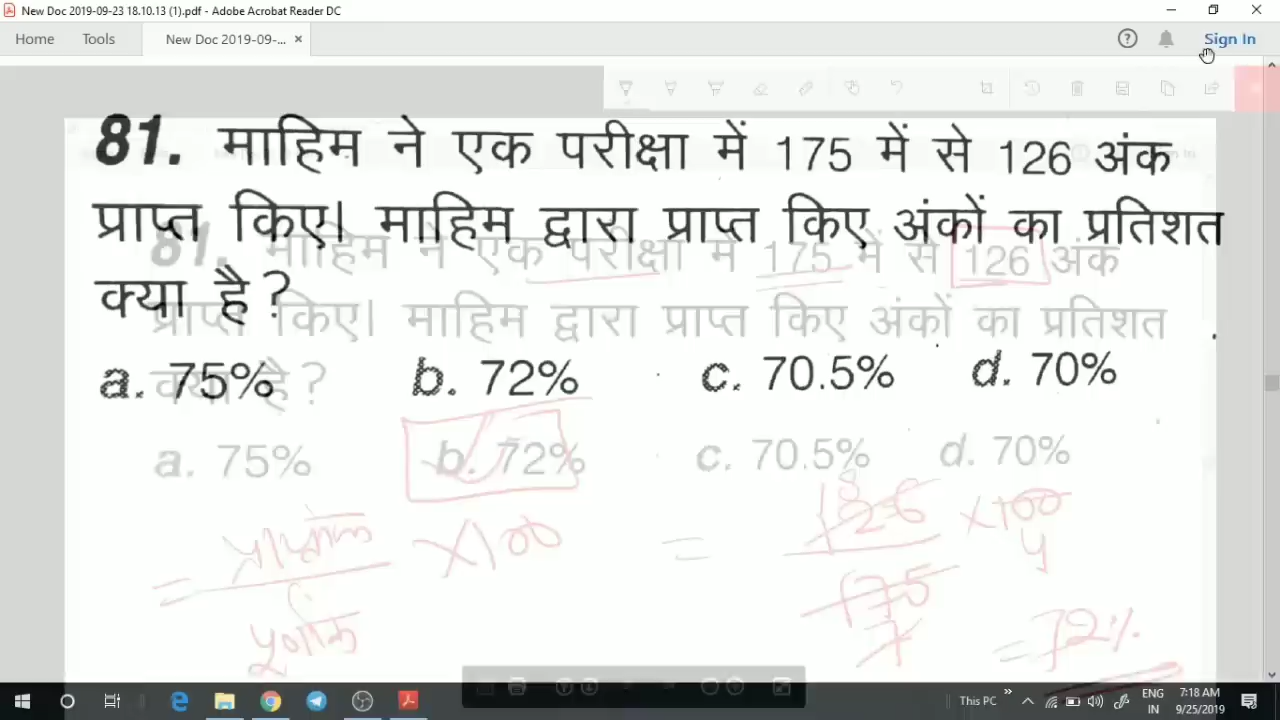 New Doc 2019-09-23 18.10.13 (1).pdf - Adobe Acrobat Reader DC
Home Tools New Doc 2019-09-... × Sign In
81. माहिम ने एक परीक्षा में 175 में से 126 अंक
प्राप्त किए। माहिम द्वारा प्राप्त किए अंकों का प्रतिशत
क्या है ?
a. 75% b. 72% c. 70.5% d. 70%
81. माहिम ने एक परीक्षा में 175 में से 126 अंक
प्राप्त किए। माहिम द्वारा प्राप्त किए अंकों का प्रतिशत
क्या है ?
a. 75% b. 72% c. 70.5% d. 70%
= प्राप्तांक × 100 = 126 × 100
पूर्णांक 175
= 72%
This PC ENG 7:18 AM
IN 9/25/2019